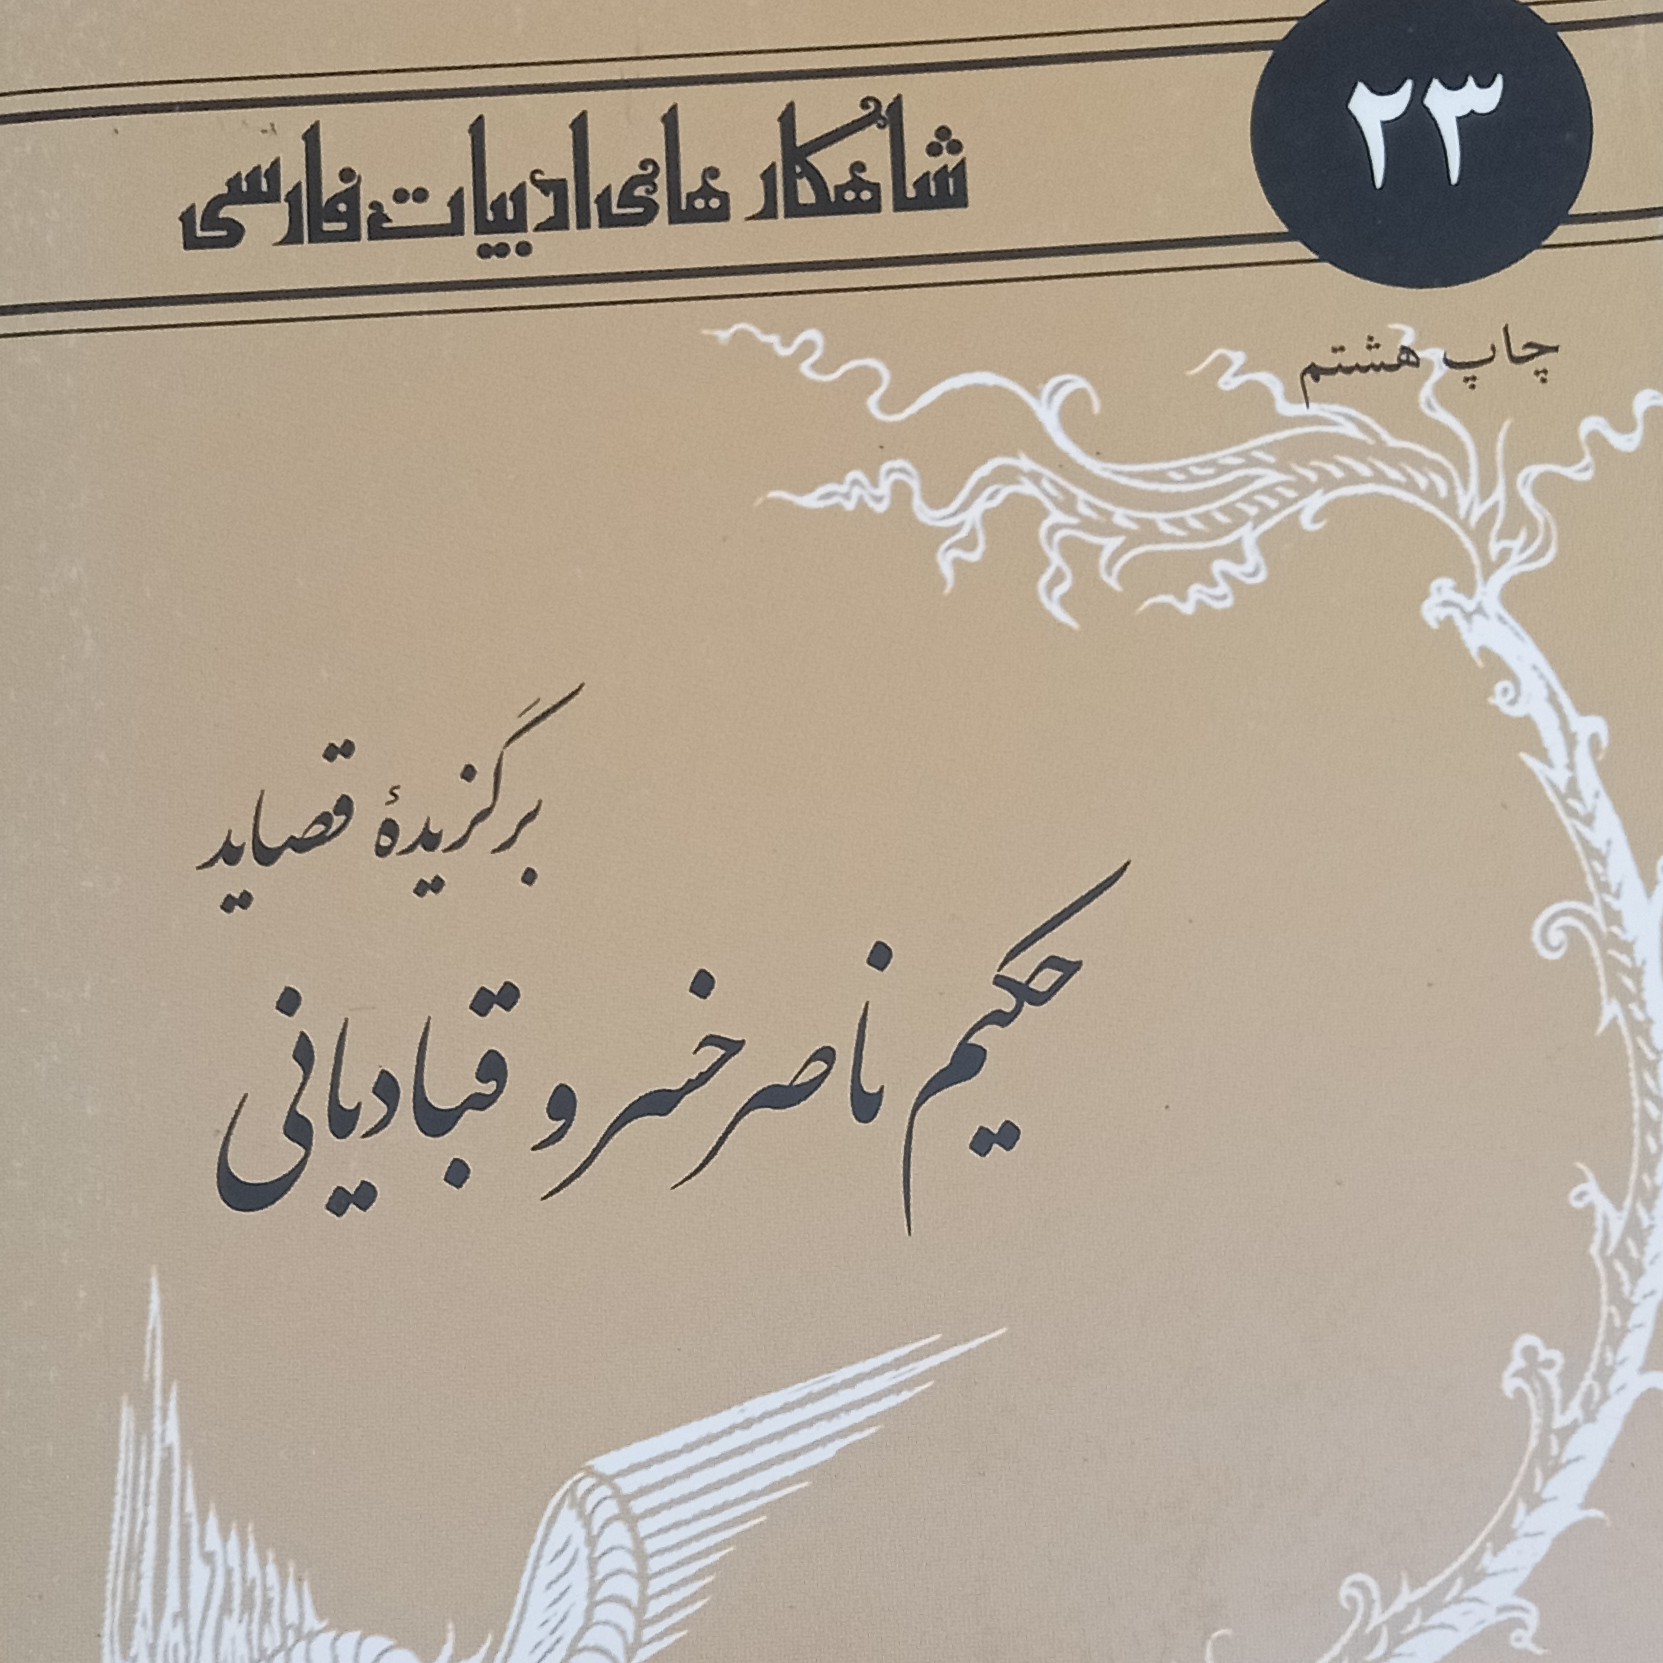 ۲۳
شاهکارهای ادبیات فارسی
چاپ هشتم
برگزیدهٔ قصاید
حکیم ناصرخسرو قبادیانی